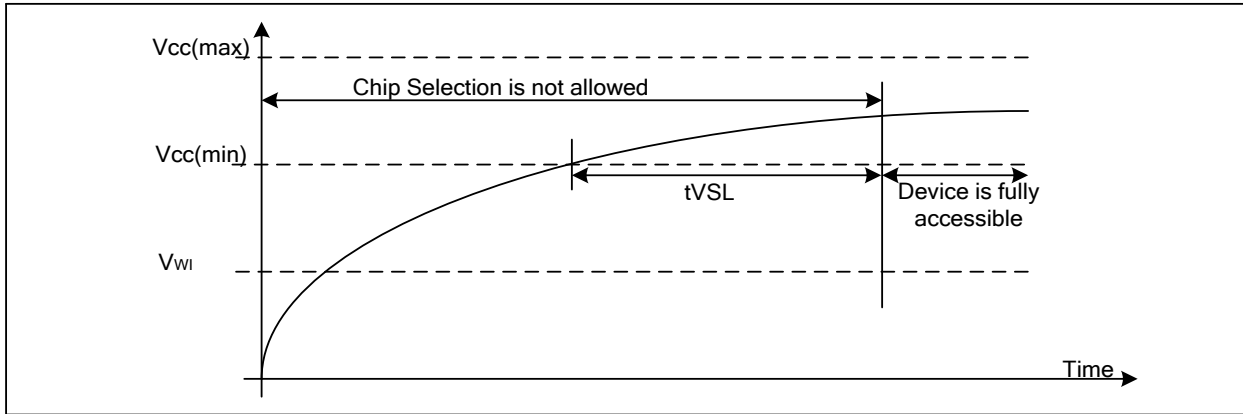 Vcc(max)
Chip Selection is not allowed
Vcc(min)
tVSL
Device is fully
accessible
VWI
Time